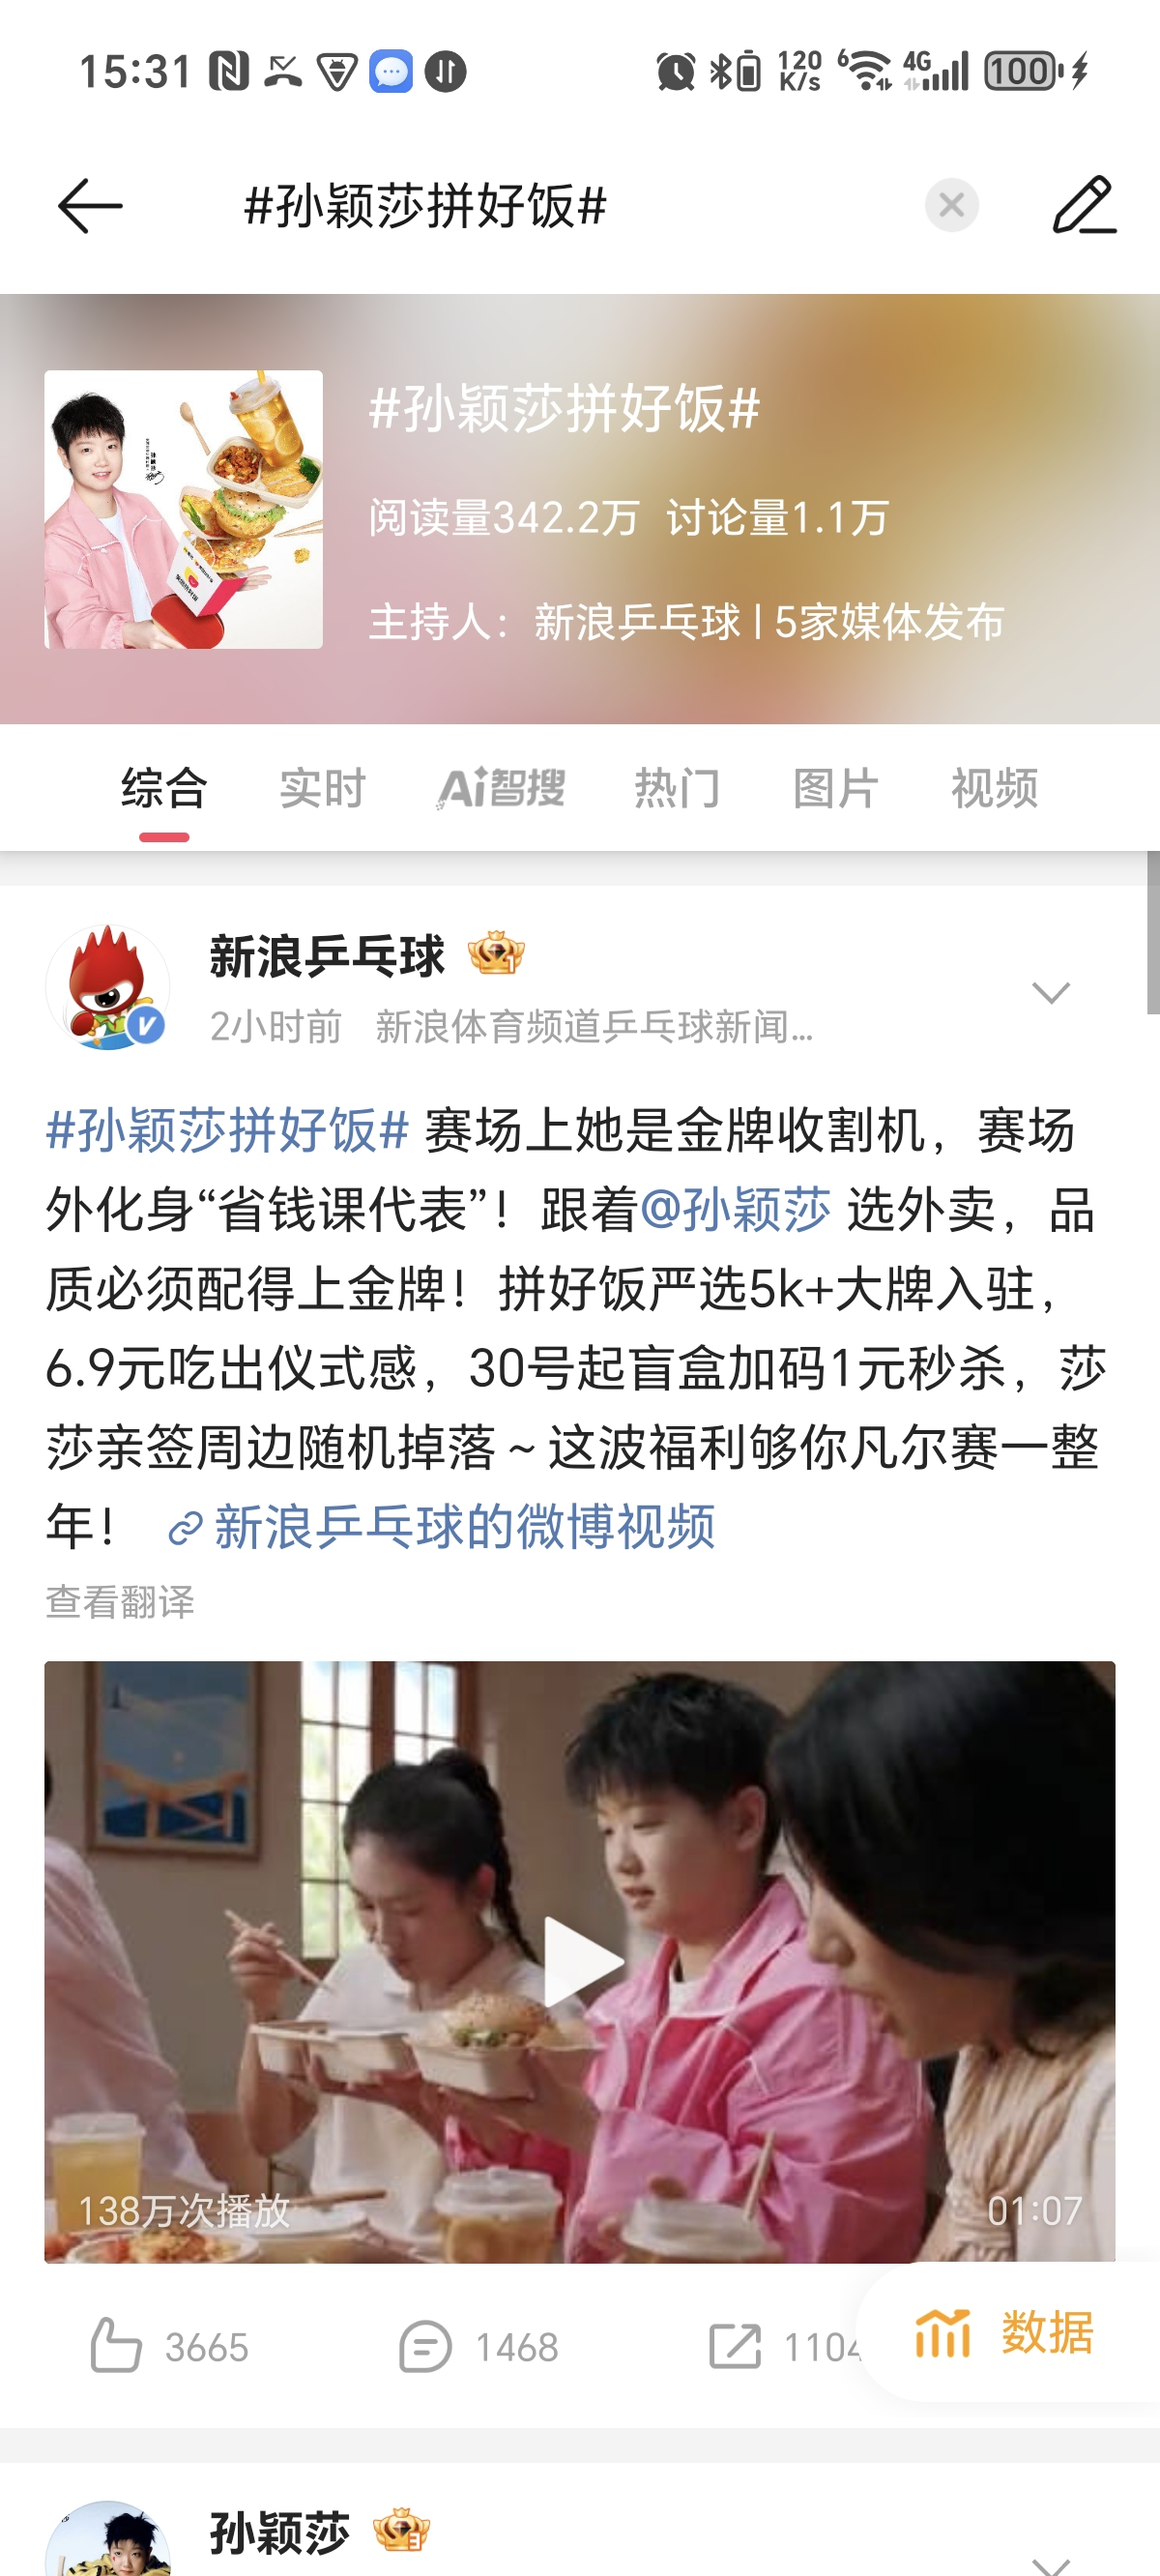 15:31
120
K/s
6
4G
100
#孙颖莎拼好饭#
#孙颖莎拼好饭#
阅读量342.2万 讨论量1.1万
主持人：新浪乒乓球 | 5家媒体发布
综合 实时 Ai智搜 热门 图片 视频
新浪乒乓球
1
2小时前 新浪体育频道乒乓球新闻...
#孙颖莎拼好饭# 赛场上她是金牌收割机，赛场
外化身“省钱课代表”！跟着@孙颖莎 选外卖，品
质必须配得上金牌！拼好饭严选5k+大牌入驻，
6.9元吃出仪式感，30号起盲盒加码1元秒杀，莎
莎亲签周边随机掉落～这波福利够你凡尔赛一整
年！ 新浪乒乓球的微博视频
查看翻译
138万次播放
01:07
3665
1468
1104
数据
孙颖莎
3